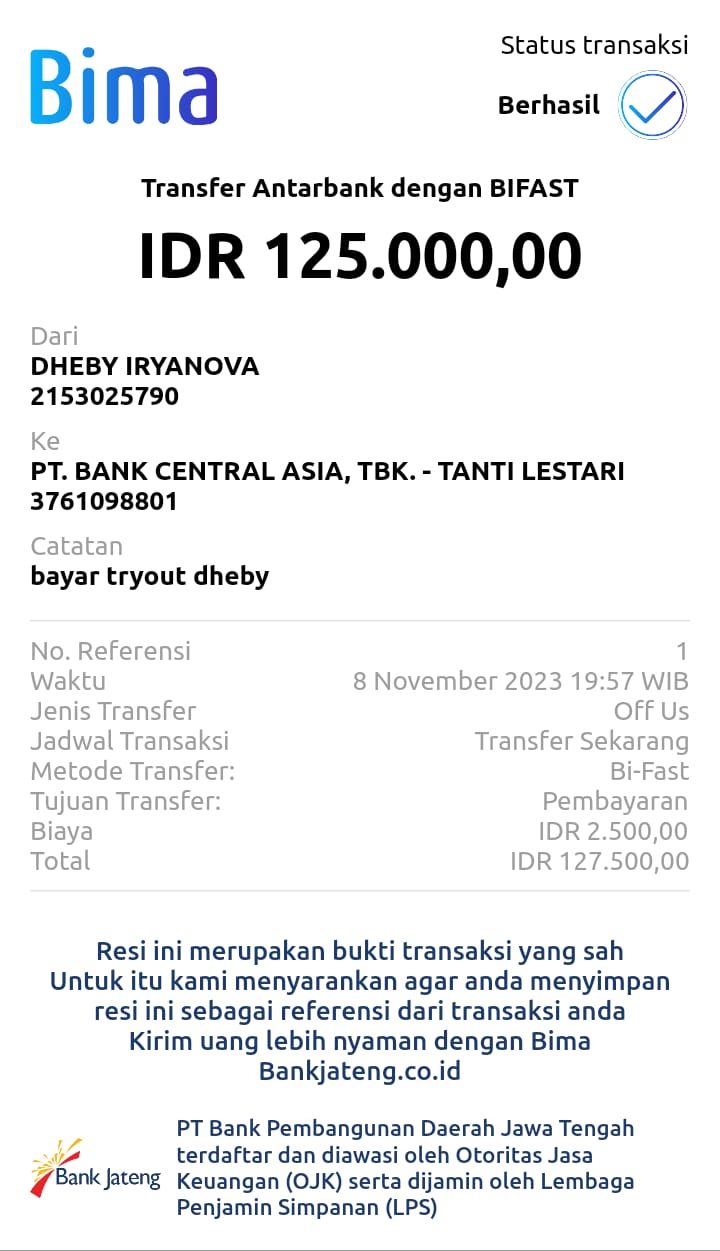 Bima
Status transaksi
Berhasil
Transfer Antarbank dengan BIFAST
IDR 125.000,00
Dari
DHEBY IRYANOVA
2153025790
Ke
PT. BANK CENTRAL ASIA, TBK. - TANTI LESTARI
3761098801
Catatan
bayar tryout dheby
No. Referensi 1
Waktu 8 November 2023 19:57 WIB
Jenis Transfer Off Us
Jadwal Transaksi Transfer Sekarang
Metode Transfer: Bi-Fast
Tujuan Transfer: Pembayaran
Biaya IDR 2.500,00
Total IDR 127.500,00
Resi ini merupakan bukti transaksi yang sah
Untuk itu kami menyarankan agar anda menyimpan
resi ini sebagai referensi dari transaksi anda
Kirim uang lebih nyaman dengan Bima
Bankjateng.co.id
Bank Jateng
PT Bank Pembangunan Daerah Jawa Tengah
terdaftar dan diawasi oleh Otoritas Jasa
Keuangan (OJK) serta dijamin oleh Lembaga
Penjamin Simpanan (LPS)